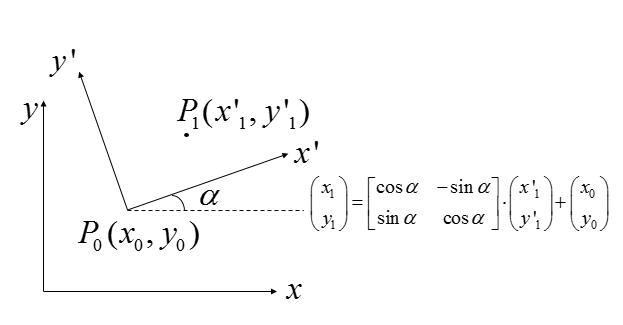 y'
y
P₁(x'₁, y'₁)
x'
α
(x₁ y₁) = [cos α −sin α sin α cos α] · (x'₁ y'₁) + (x₀ y₀)
P₀(x₀, y₀)
x